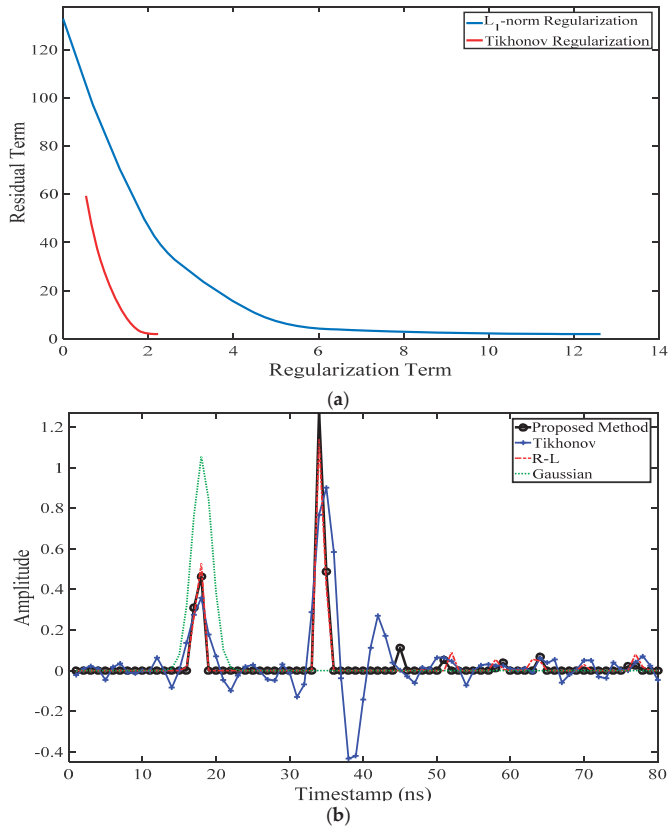 L1-norm Regularization
Tikhonov Regularization
Residual Term
120
100
80
60
40
20
0
0 2 4 6 8 10 12 14
Regularization Term
(a)
Proposed Method
Tikhonov
R-L
Gaussian
Amplitude
1.2
1
0.8
0.6
0.4
0.2
0
-0.2
-0.4
0 10 20 30 40 50 60 70 80
Timestamp (ns)
(b)